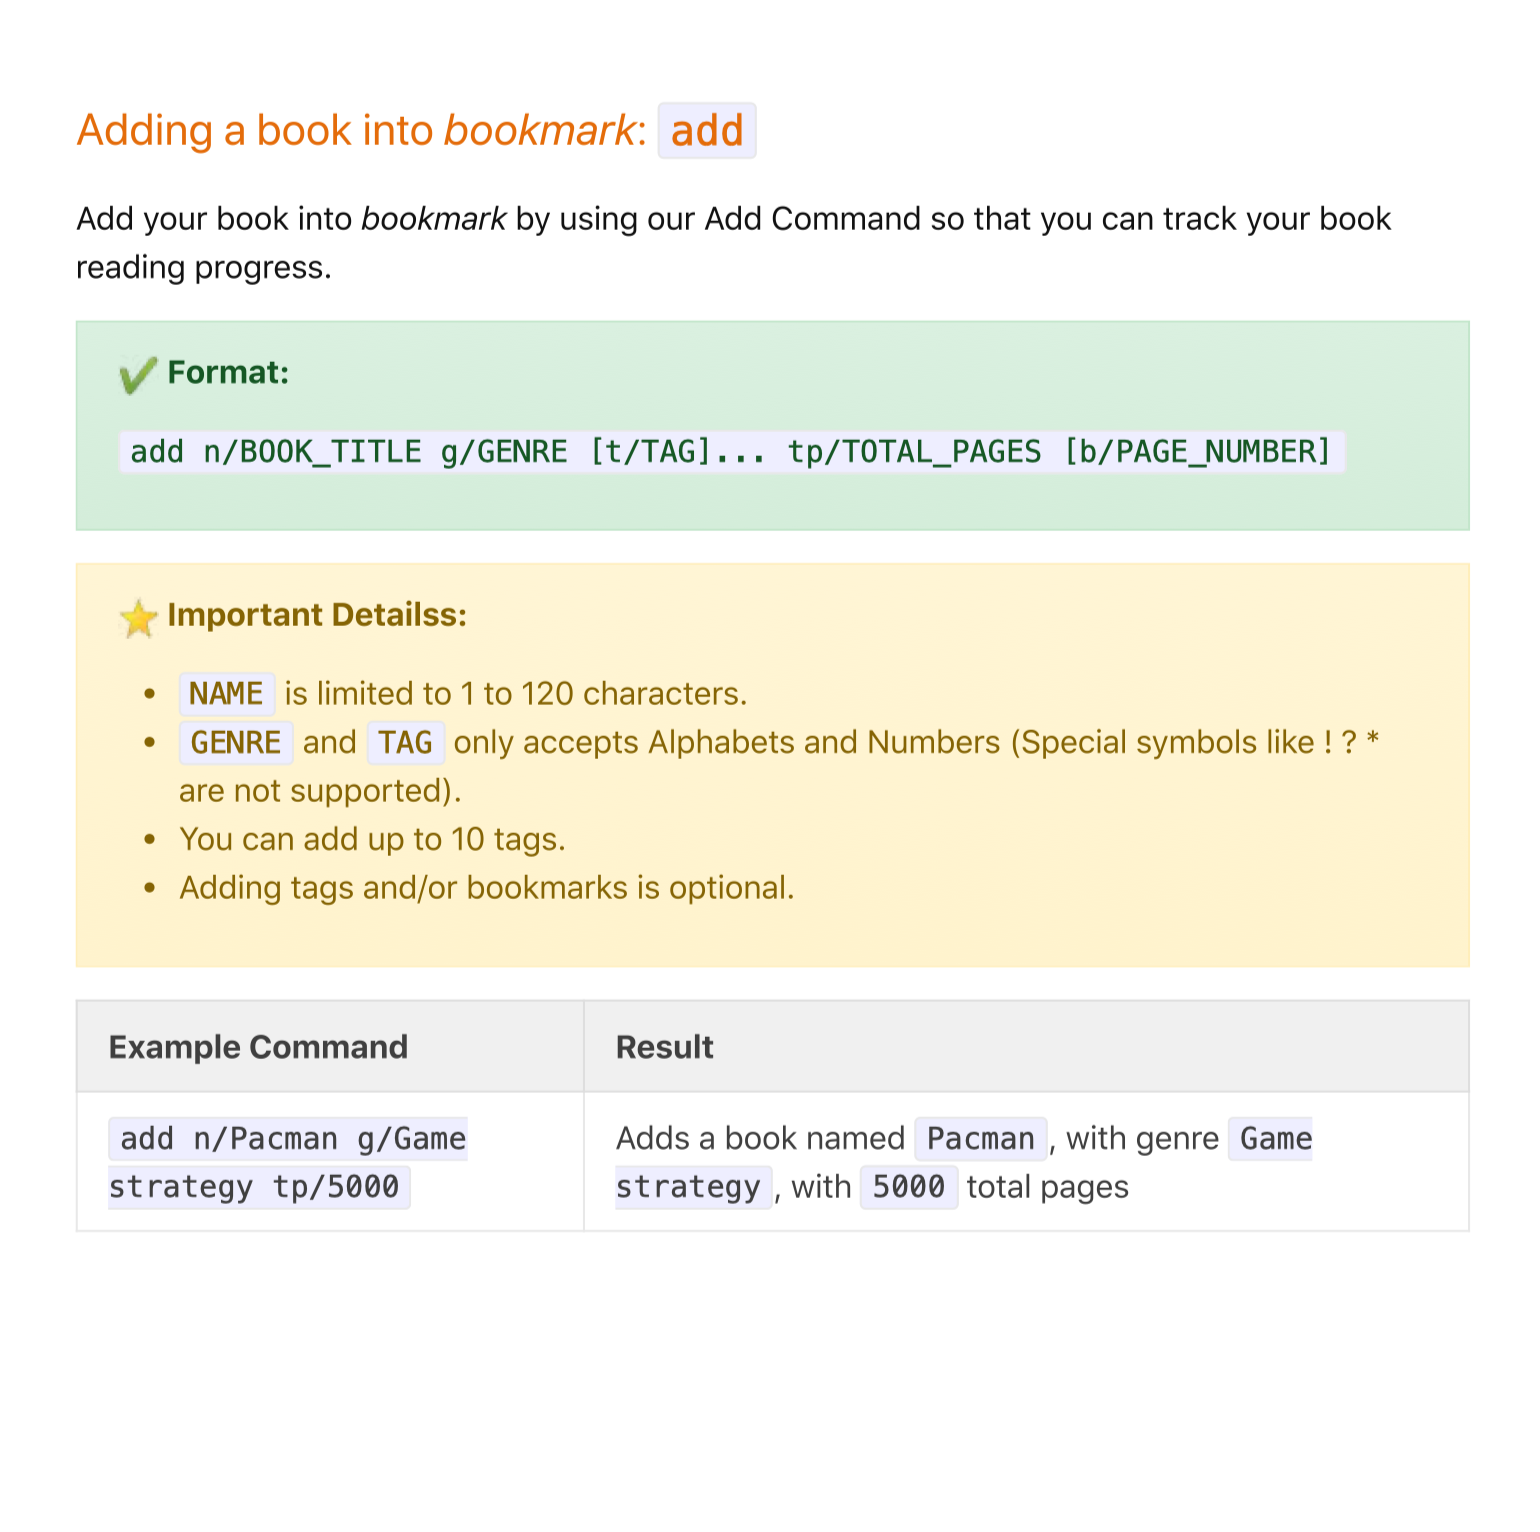 Adding a book into bookmark: add
Add your book into bookmark by using our Add Command so that you can track your book
reading progress.
Format:
add n/BOOK_TITLE g/GENRE [t/TAG]... tp/TOTAL_PAGES [b/PAGE_NUMBER]
Important Detailss:
• NAME is limited to 1 to 120 characters.
• GENRE and TAG only accepts Alphabets and Numbers (Special symbols like ! ? *
are not supported).
• You can add up to 10 tags.
• Adding tags and/or bookmarks is optional.
Example Command Result
add n/Pacman g/Game
strategy tp/5000
Adds a book named Pacman, with genre Game
strategy, with 5000 total pages